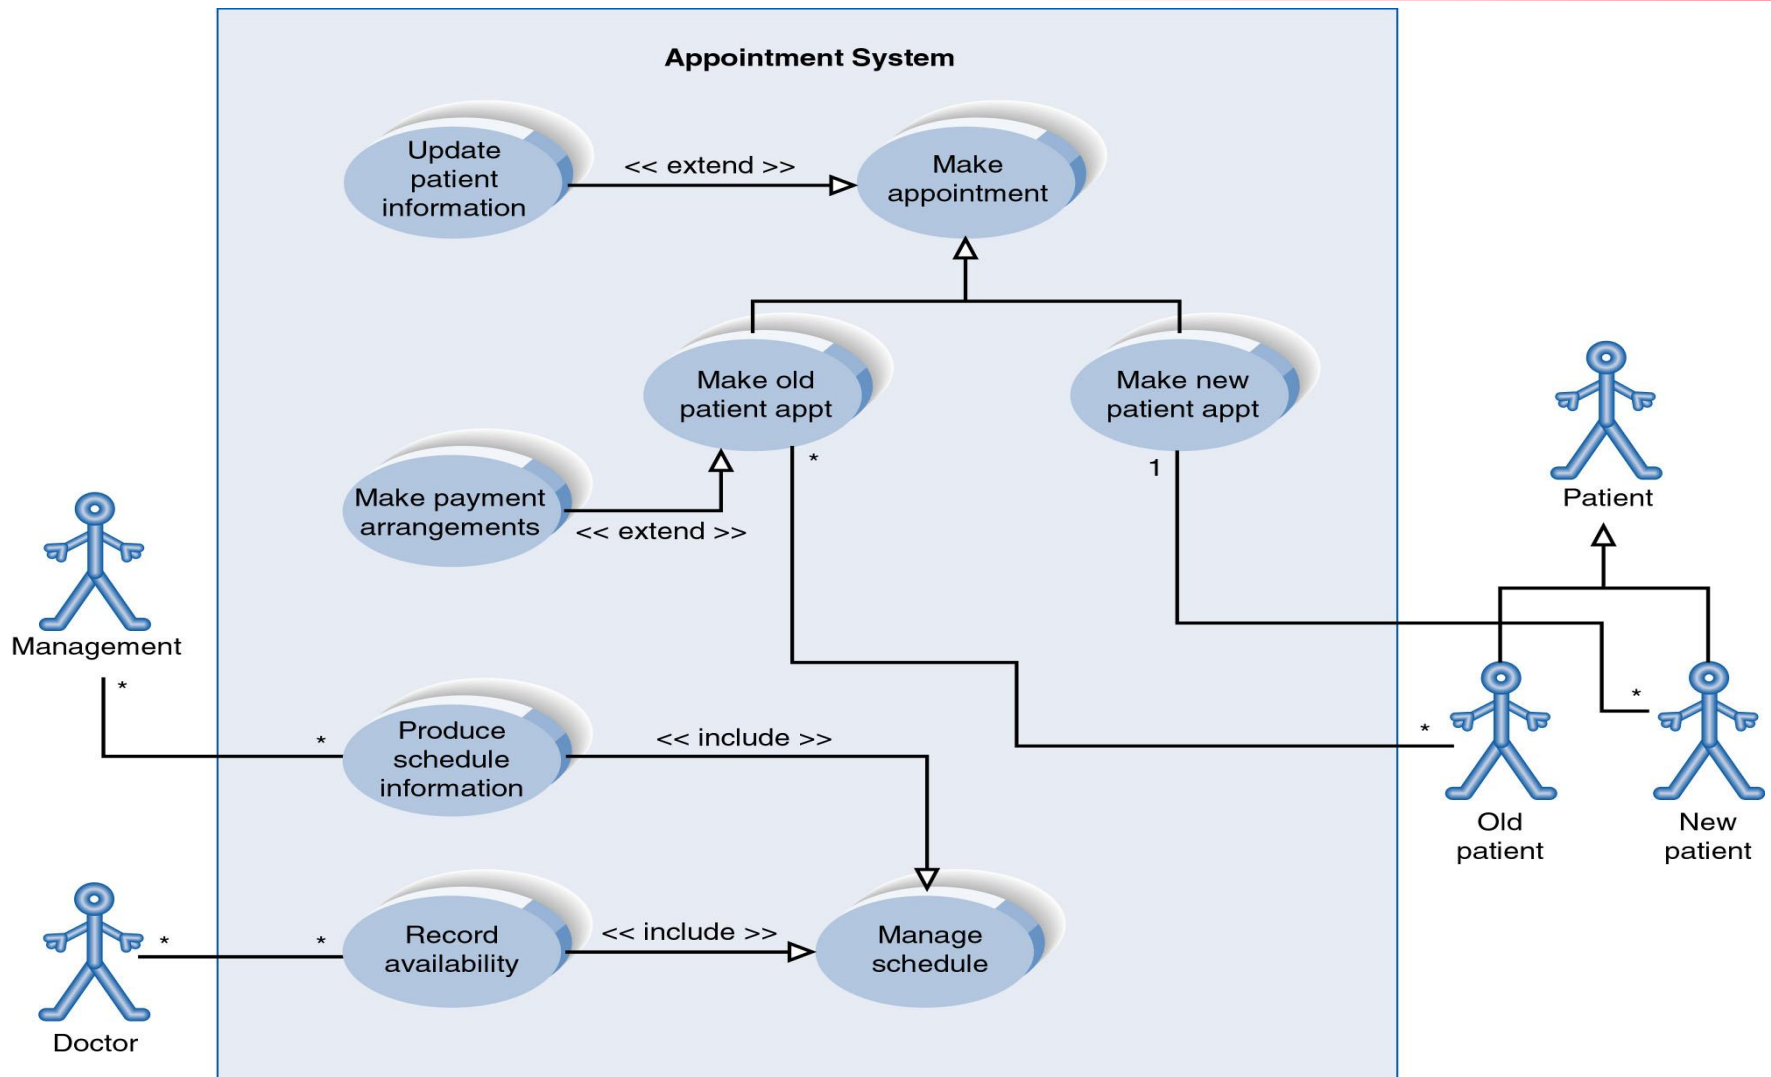 Appointment System
Update
patient
information
<< extend >>
Make
appointment
Make old
patient appt
Make new
patient appt
*
1
Make payment
arrangements
<< extend >>
Patient
Management
*
*
Produce
schedule
information
<< include >>
*
*
Old
patient
New
patient
Doctor
*
*
Record
availability
<< include >>
Manage
schedule